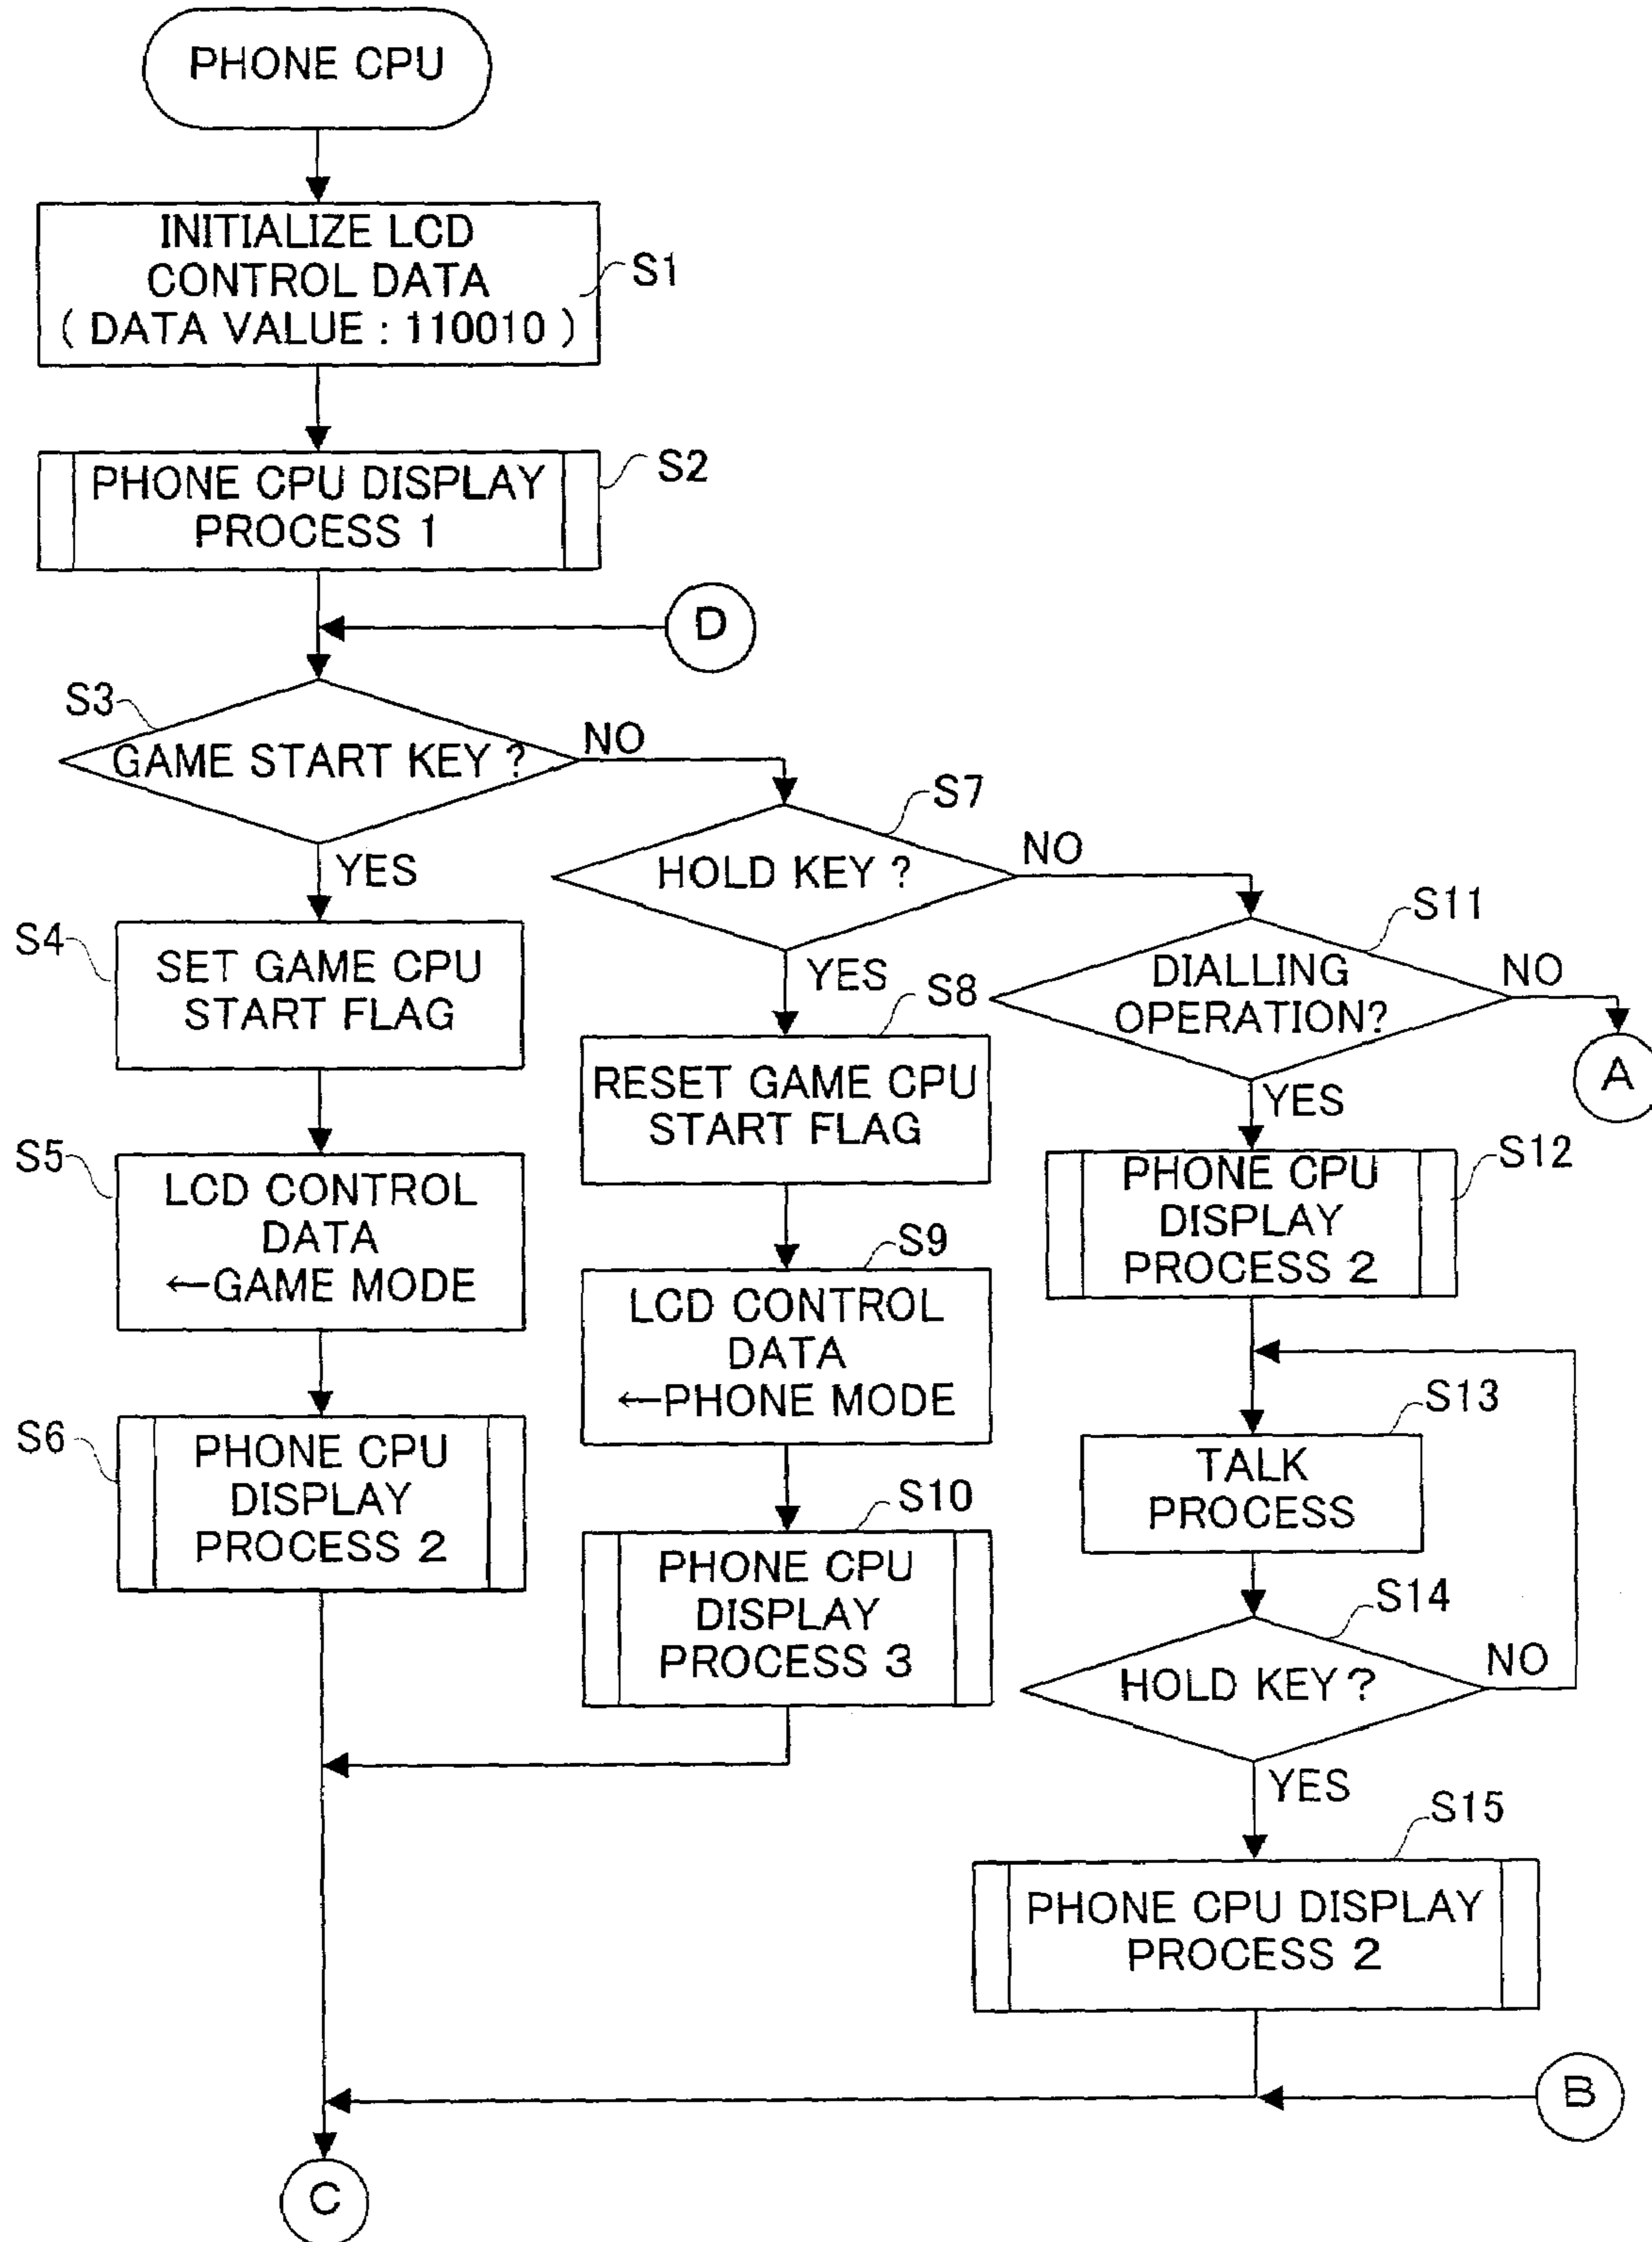 PHONE CPU
INITIALIZE LCD
CONTROL DATA
( DATA VALUE : 110010 )
S1
PHONE CPU DISPLAY
PROCESS 1
S2
D
S3
GAME START KEY ?
NO
YES
S4
SET GAME CPU
START FLAG
S5
LCD CONTROL
DATA
←GAME MODE
S6
PHONE CPU
DISPLAY
PROCESS 2
S7
HOLD KEY ?
NO
YES
S8
RESET GAME CPU
START FLAG
S9
LCD CONTROL
DATA
←PHONE MODE
S10
PHONE CPU
DISPLAY
PROCESS 3
S11
DIALLING
OPERATION?
NO
A
YES
S12
PHONE CPU
DISPLAY
PROCESS 2
S13
TALK
PROCESS
S14
HOLD KEY ?
NO
YES
S15
PHONE CPU DISPLAY
PROCESS 2
B
C